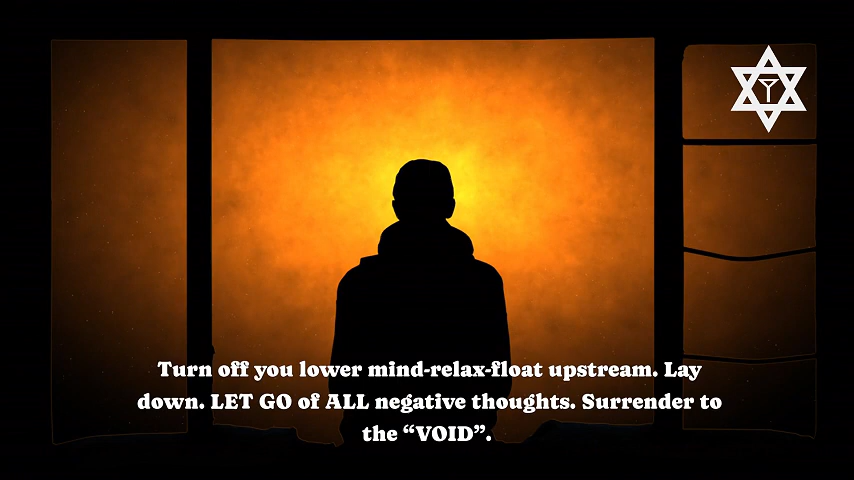 Turn off you lower mind-relax-float upstream. Lay
down. LET GO of ALL negative thoughts. Surrender to
the “VOID”.